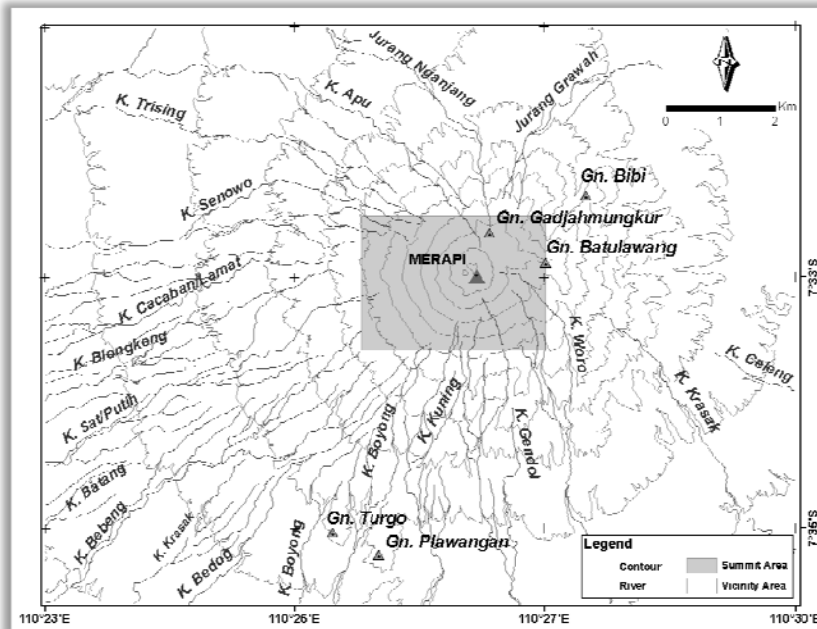 Jurang Nganjang
Jurang Grawah
K. Apu
K. Trising
Km
0 1 2
Gn. Bibi
K. Senowo
Gn. Gadjahmungkur
Gn. Batulawang
MERAPI
7°33'S
K. Cacaban/Lamat
K. Blongkeng
K. Woro
K. Celeng
K. Krasak
K. Sat/Putih
K. Boyong
K. Kuning
K. Gendol
K. Batang
K. Bebeng
K. Krasak
K. Bedog
K. Boyong
Gn. Turgo
Gn. Plawangan
7°36'S
Legend
Contour
Summit Area
River
Vicinity Area
110°23'E
110°26'E
110°27'E
110°30'E